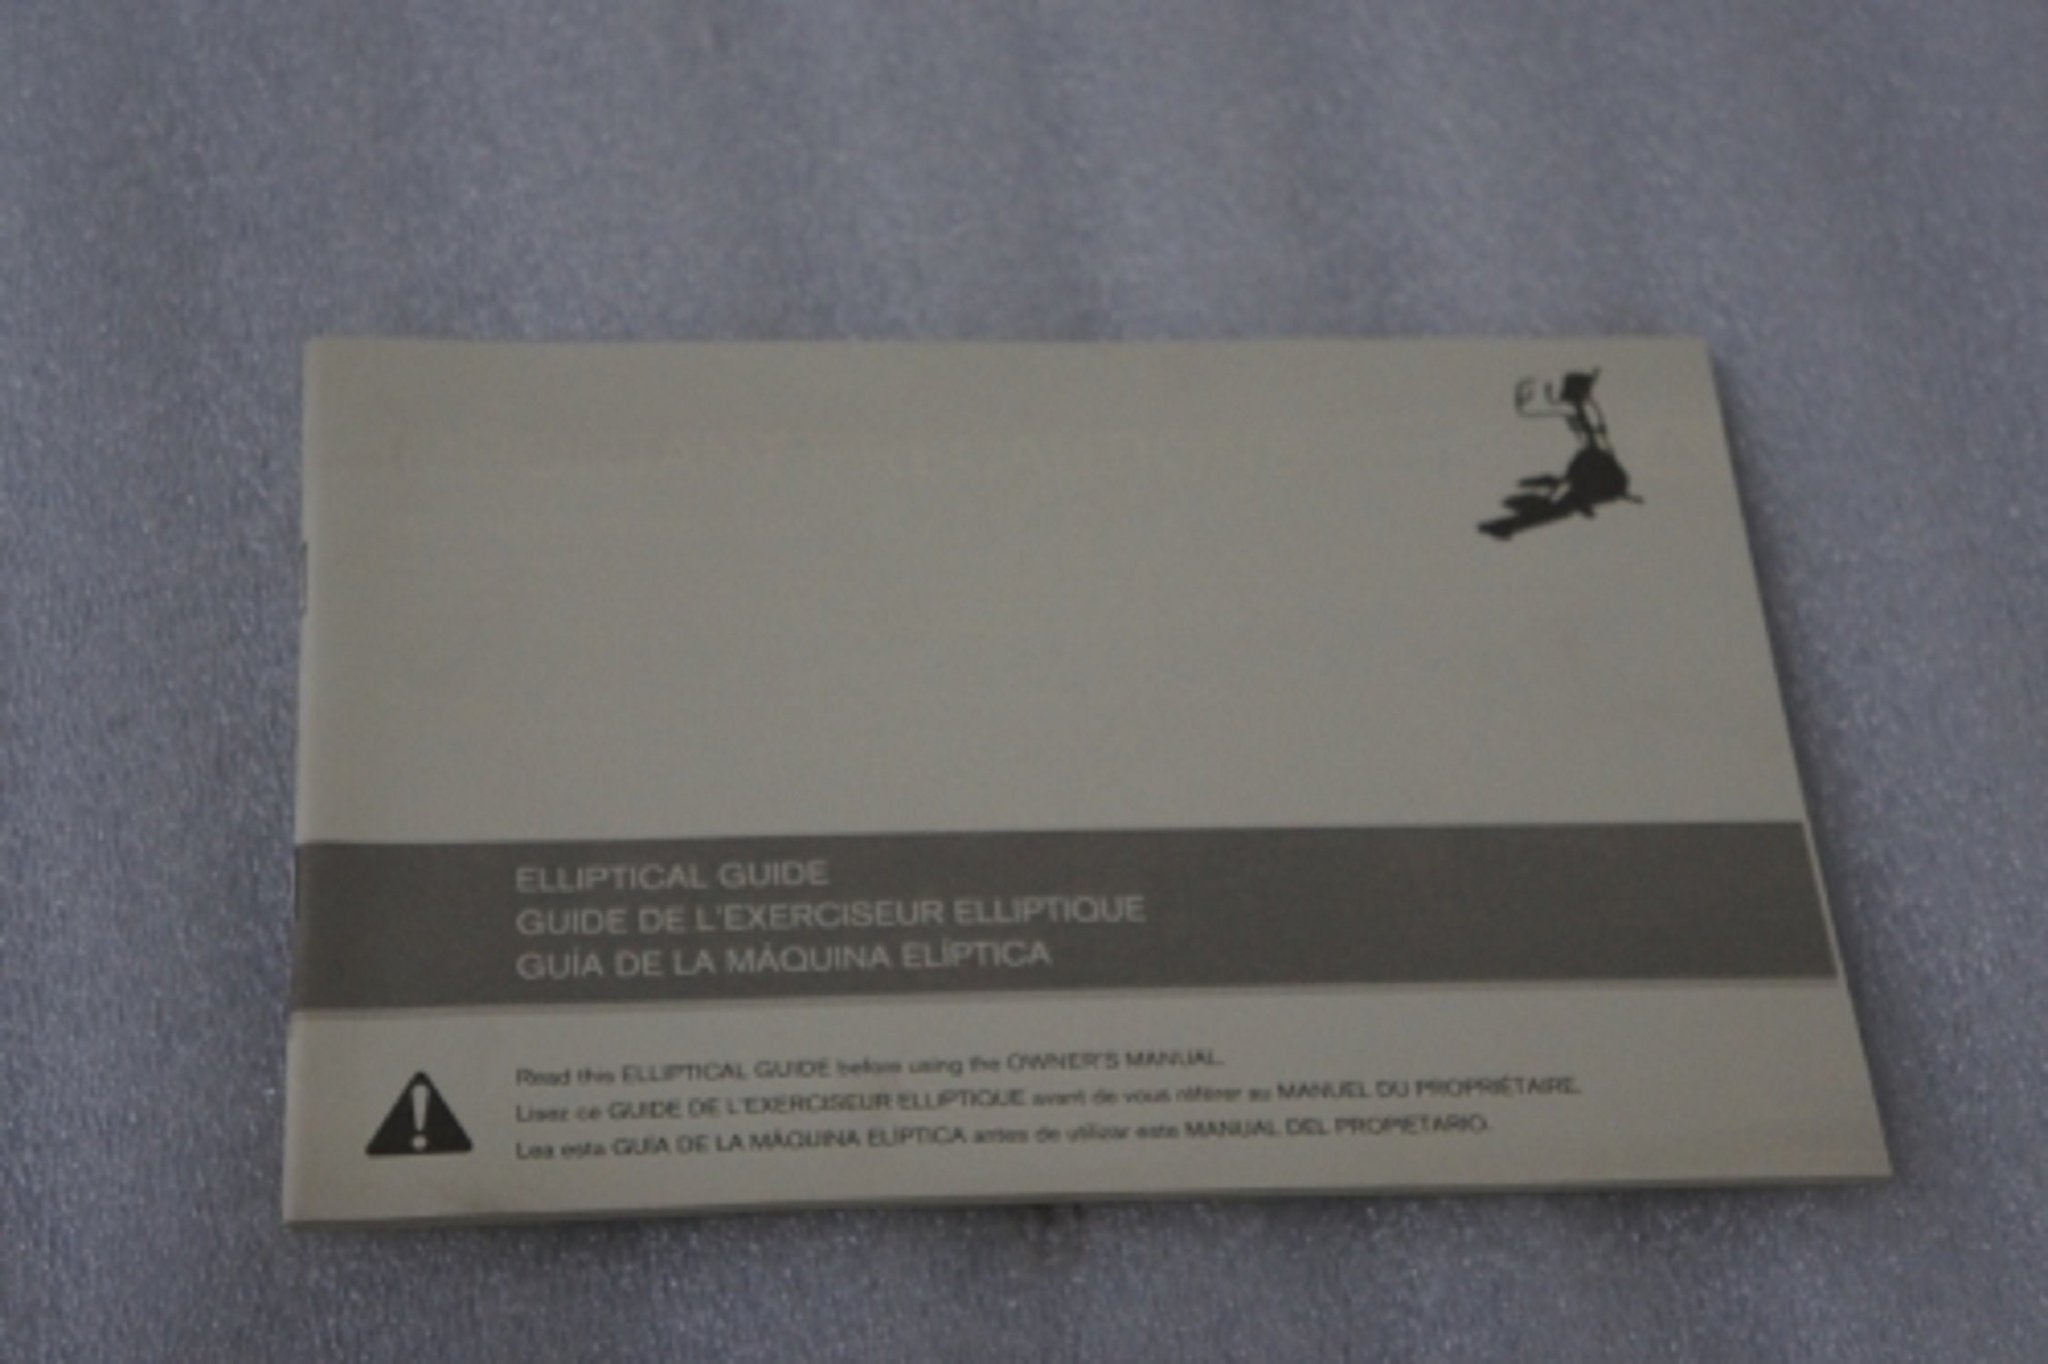 ELLIPTICAL GUIDE
GUIDE DE L'EXERCISEUR ELLIPTIQUE
GUÍA DE LA MÁQUINA ELÍPTICA
Read this ELLIPTICAL GUIDE before using the OWNER'S MANUAL.
Lisez ce GUIDE DE L'EXERCISEUR ELLIPTIQUE avant de vous référer au MANUEL DU PROPRIÉTAIRE.
Lea esta GUÍA DE LA MÁQUINA ELÍPTICA antes de utilizar este MANUAL DEL PROPIETARIO.